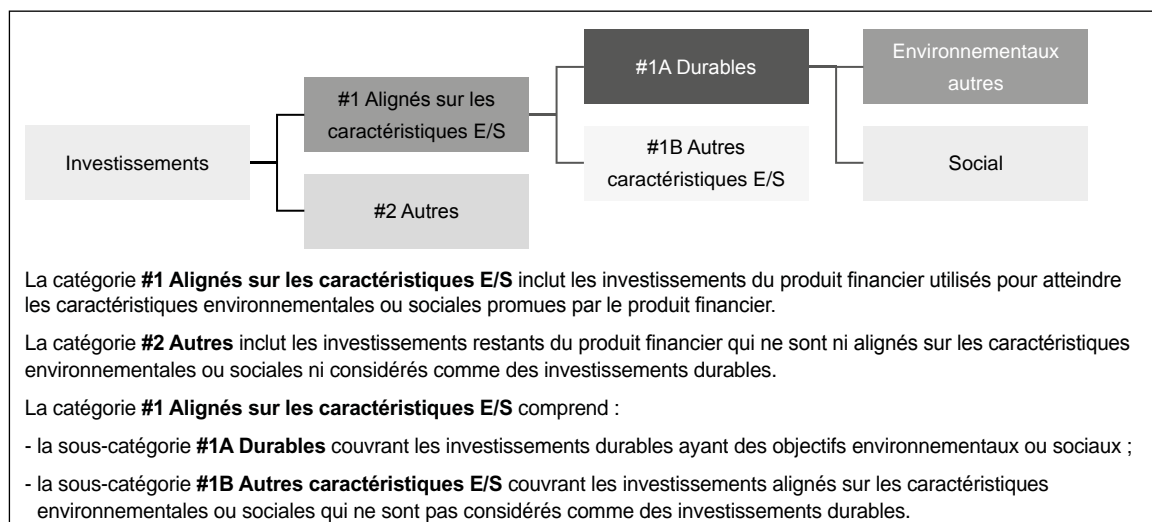 Investissements
#1 Alignés sur les
caractéristiques E/S
#2 Autres
#1A Durables
#1B Autres
caractéristiques E/S
Environnementaux
autres
Social
La catégorie #1 Alignés sur les caractéristiques E/S inclut les investissements du produit financier utilisés pour atteindre
les caractéristiques environnementales ou sociales promues par le produit financier.
La catégorie #2 Autres inclut les investissements restants du produit financier qui ne sont ni alignés sur les caractéristiques
environnementales ou sociales ni considérés comme des investissements durables.
La catégorie #1 Alignés sur les caractéristiques E/S comprend :
- la sous-catégorie #1A Durables couvrant les investissements durables ayant des objectifs environnementaux ou sociaux ;
- la sous-catégorie #1B Autres caractéristiques E/S couvrant les investissements alignés sur les caractéristiques
environnementales ou sociales qui ne sont pas considérés comme des investissements durables.